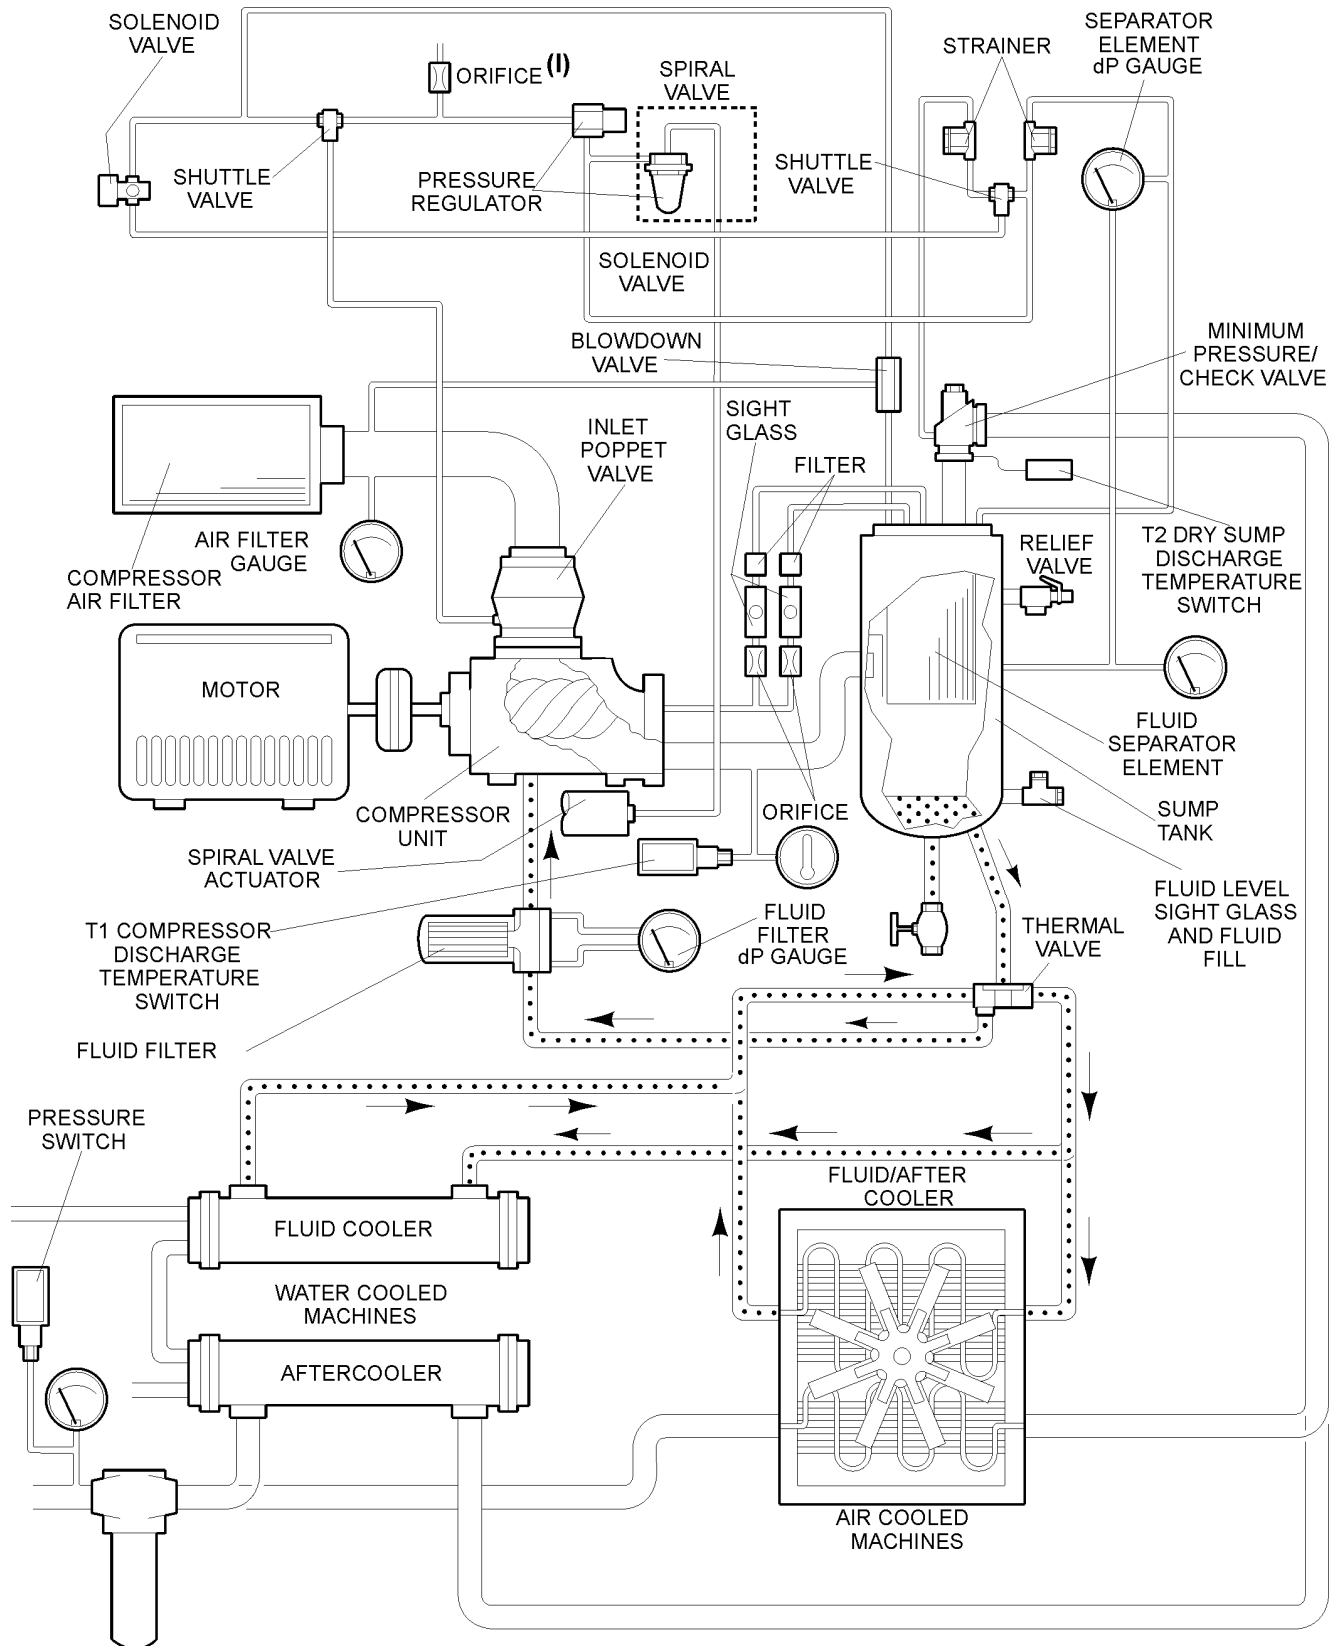 SOLENOID
VALVE
ORIFICE (I)
SPIRAL
VALVE
STRAINER
SEPARATOR
ELEMENT
dP GAUGE
SHUTTLE
VALVE
PRESSURE
REGULATOR
SHUTTLE
VALVE
SOLENOID
VALVE
BLOWDOWN
VALVE
MINIMUM
PRESSURE/
CHECK VALVE
SIGHT
GLASS
INLET
POPPET
VALVE
FILTER
AIR FILTER
GAUGE
COMPRESSOR
AIR FILTER
RELIEF
VALVE
T2 DRY SUMP
DISCHARGE
TEMPERATURE
SWITCH
MOTOR
FLUID
SEPARATOR
ELEMENT
COMPRESSOR
UNIT
ORIFICE
SUMP
TANK
SPIRAL VALVE
ACTUATOR
FLUID LEVEL
SIGHT GLASS
AND FLUID
FILL
T1 COMPRESSOR
DISCHARGE
TEMPERATURE
SWITCH
FLUID
FILTER
dP GAUGE
THERMAL
VALVE
FLUID FILTER
PRESSURE
SWITCH
FLUID/AFTER
COOLER
FLUID COOLER
WATER COOLED
MACHINES
AFTERCOOLER
AIR COOLED
MACHINES